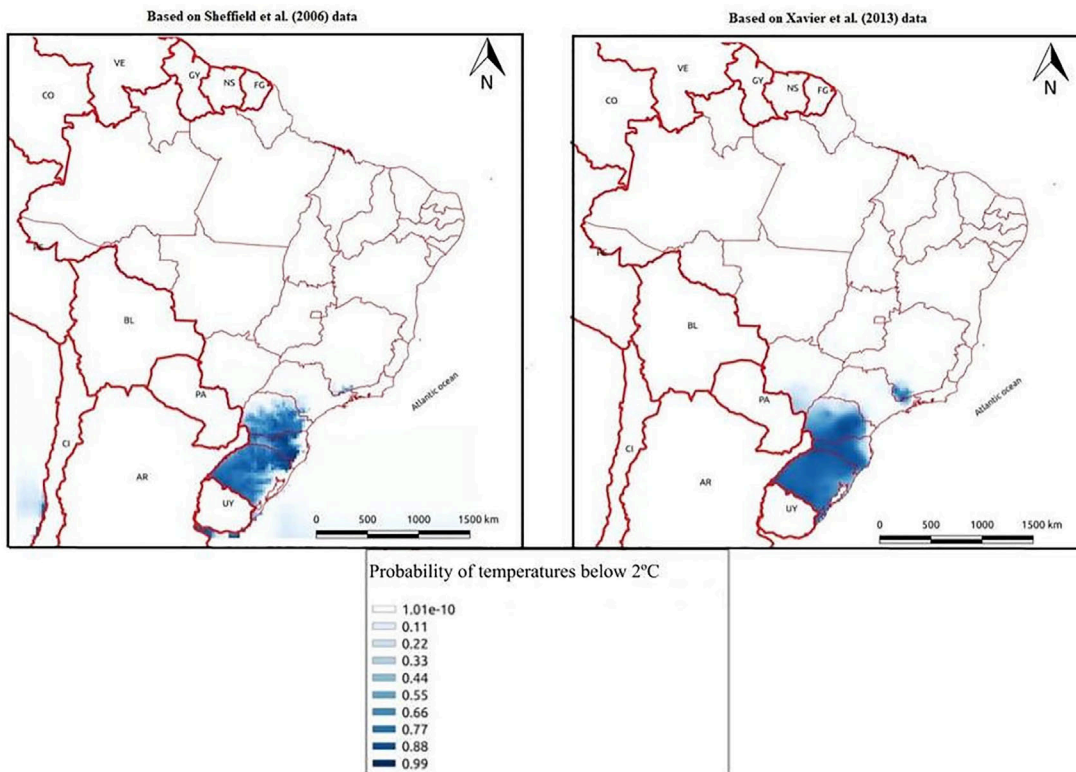 Based on Sheffield et al. (2006) data
VE
GY
NS
FG
CO
N
BL
PA
CI
AR
UY
Atlantic ocean
0 500 1000 1500 km
Based on Xavier et al. (2013) data
VE
GY
NS
FG
CO
N
BL
PA
CI
AR
UY
Atlantic ocean
0 500 1000 1500 km
Probability of temperatures below 2ºC
1.01e-10
0.11
0.22
0.33
0.44
0.55
0.66
0.77
0.88
0.99